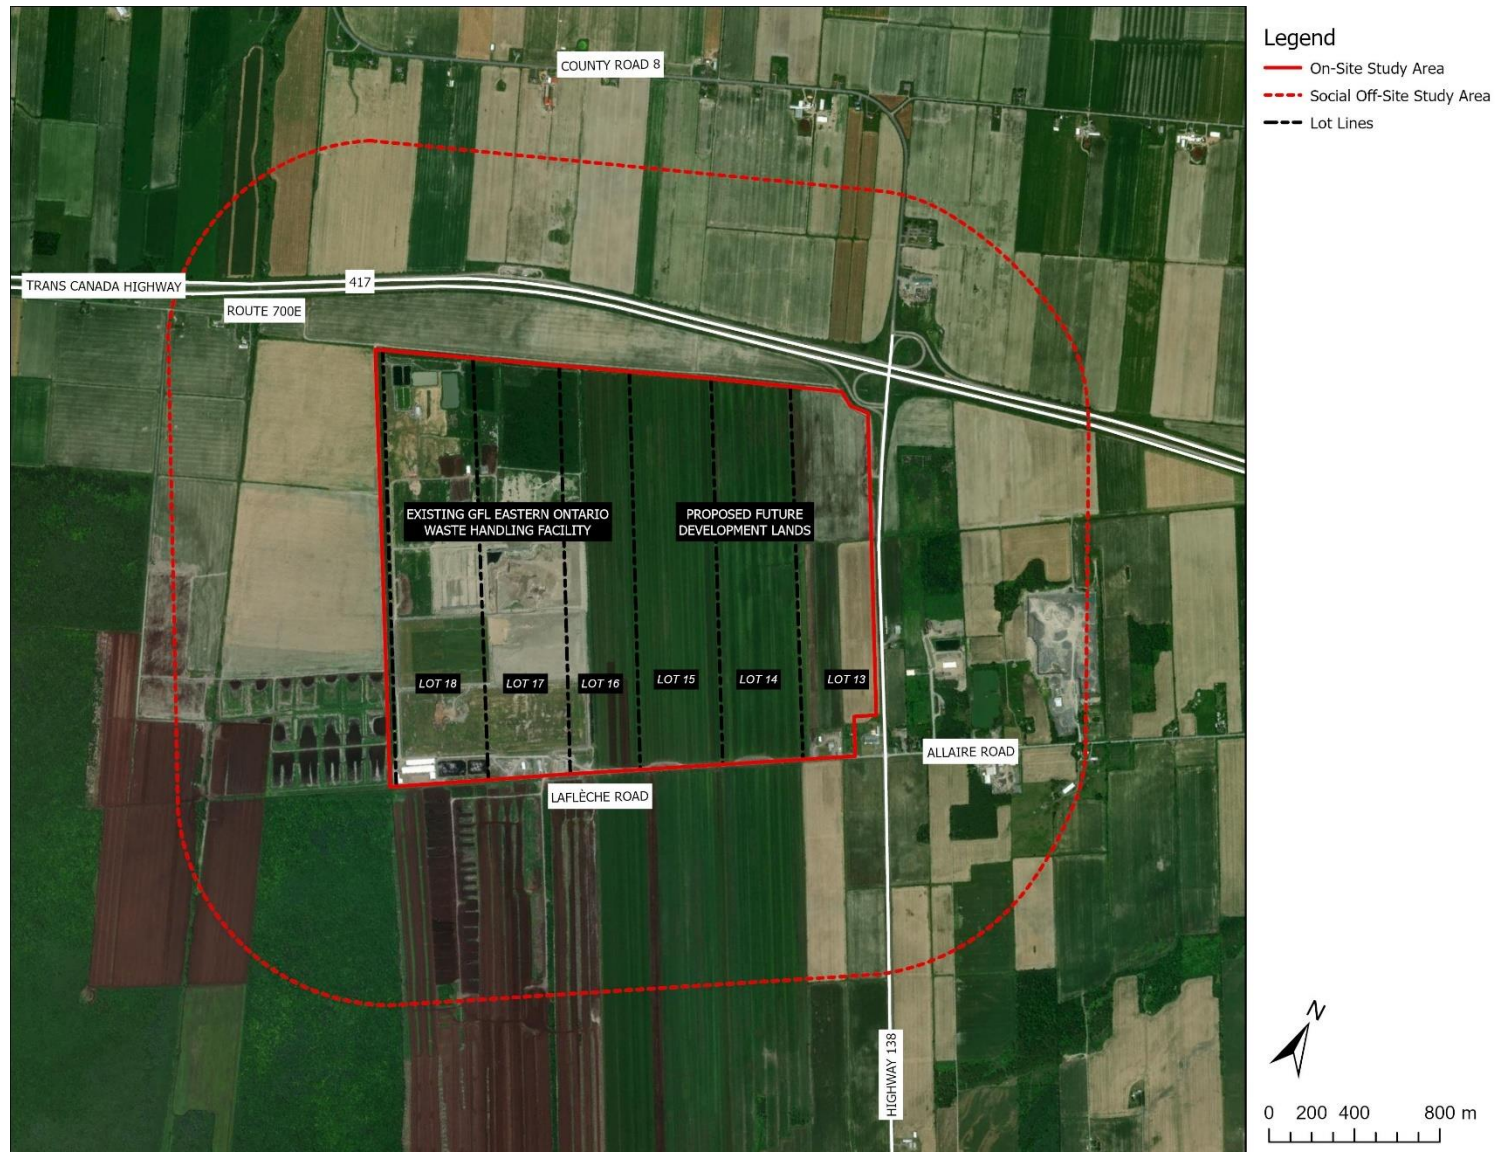 Legend
On-Site Study Area
Social Off-Site Study Area
Lot Lines
COUNTY ROAD 8
TRANS CANADA HIGHWAY
417
ROUTE 700E
EXISTING GFL EASTERN ONTARIO
WASTE HANDLING FACILITY
PROPOSED FUTURE
DEVELOPMENT LANDS
LOT 18
LOT 17
LOT 16
LOT 15
LOT 14
LOT 13
ALLAIRE ROAD
LAFLÈCHE ROAD
HIGHWAY 138
N
0 200 400 800 m